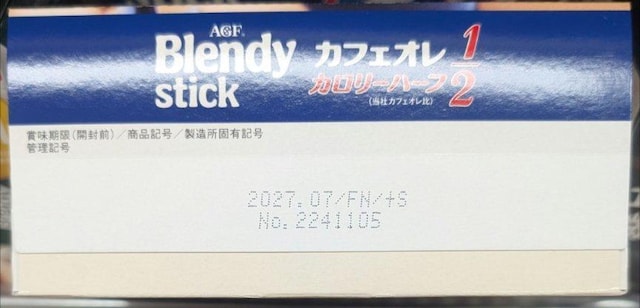 AGF
Blendy
stick
カフェオレ
カロリーハーフ
1/2
(当社カフェオレ比)
賞味期限(開封前)/商品記号/製造所固有記号
管理記号
2027.07/FN/+S
No.2241105